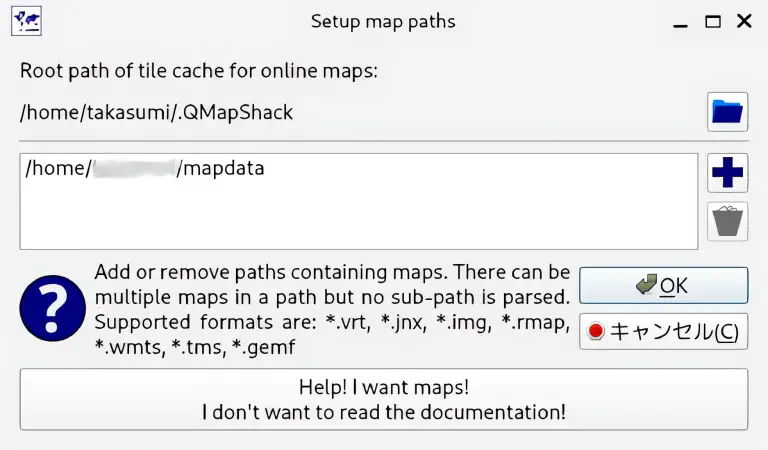 Setup map paths
Root path of tile cache for online maps:
/home/takasumi/.QMapShack
/home/ /mapdata
Add or remove paths containing maps. There can be
multiple maps in a path but no sub-path is parsed.
Supported formats are: *.vrt, *.jnx, *.img, *.rmap,
*.wmts, *.tms, *.gemf
OK
キャンセル(C)
Help! I want maps!
I don't want to read the documentation!